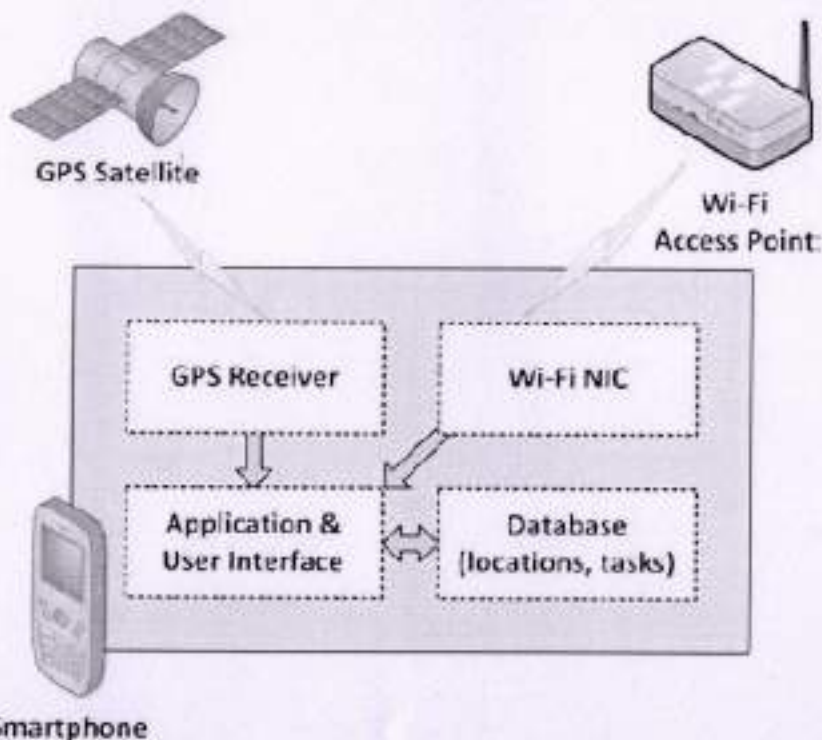 GPS Satellite
Wi-Fi
Access Point
GPS Receiver
Wi-Fi NIC
Application &
User Interface
Database
(locations, tasks)
Smartphone